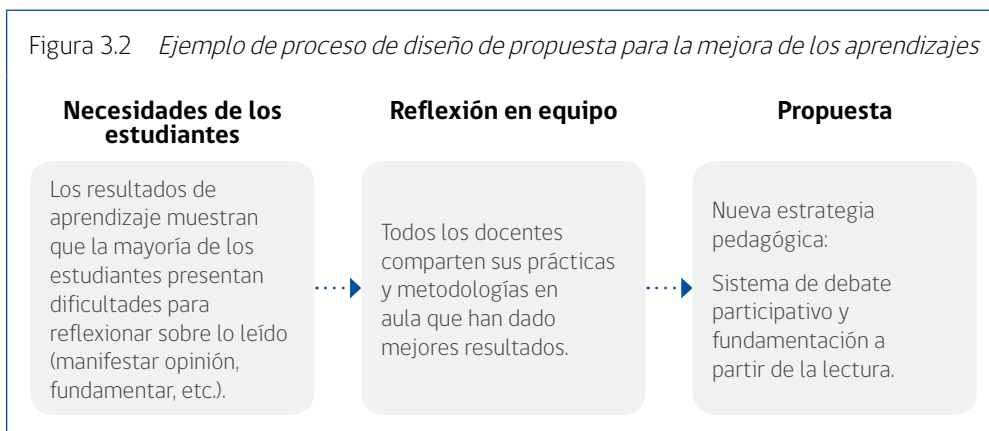 Figura 3.2 Ejemplo de proceso de diseño de propuesta para la mejora de los aprendizajes
Necesidades de los
estudiantes
Los resultados de
aprendizaje muestran
que la mayoría de los
estudiantes presentan
dificultades para
reflexionar sobre lo leído
(manifestar opinión,
fundamentar, etc.).
Reflexión en equipo
Todos los docentes
comparten sus prácticas
y metodologías en
aula que han dado
mejores resultados.
Propuesta
Nueva estrategia
pedagógica:
Sistema de debate
participativo y
fundamentación a
partir de la lectura.